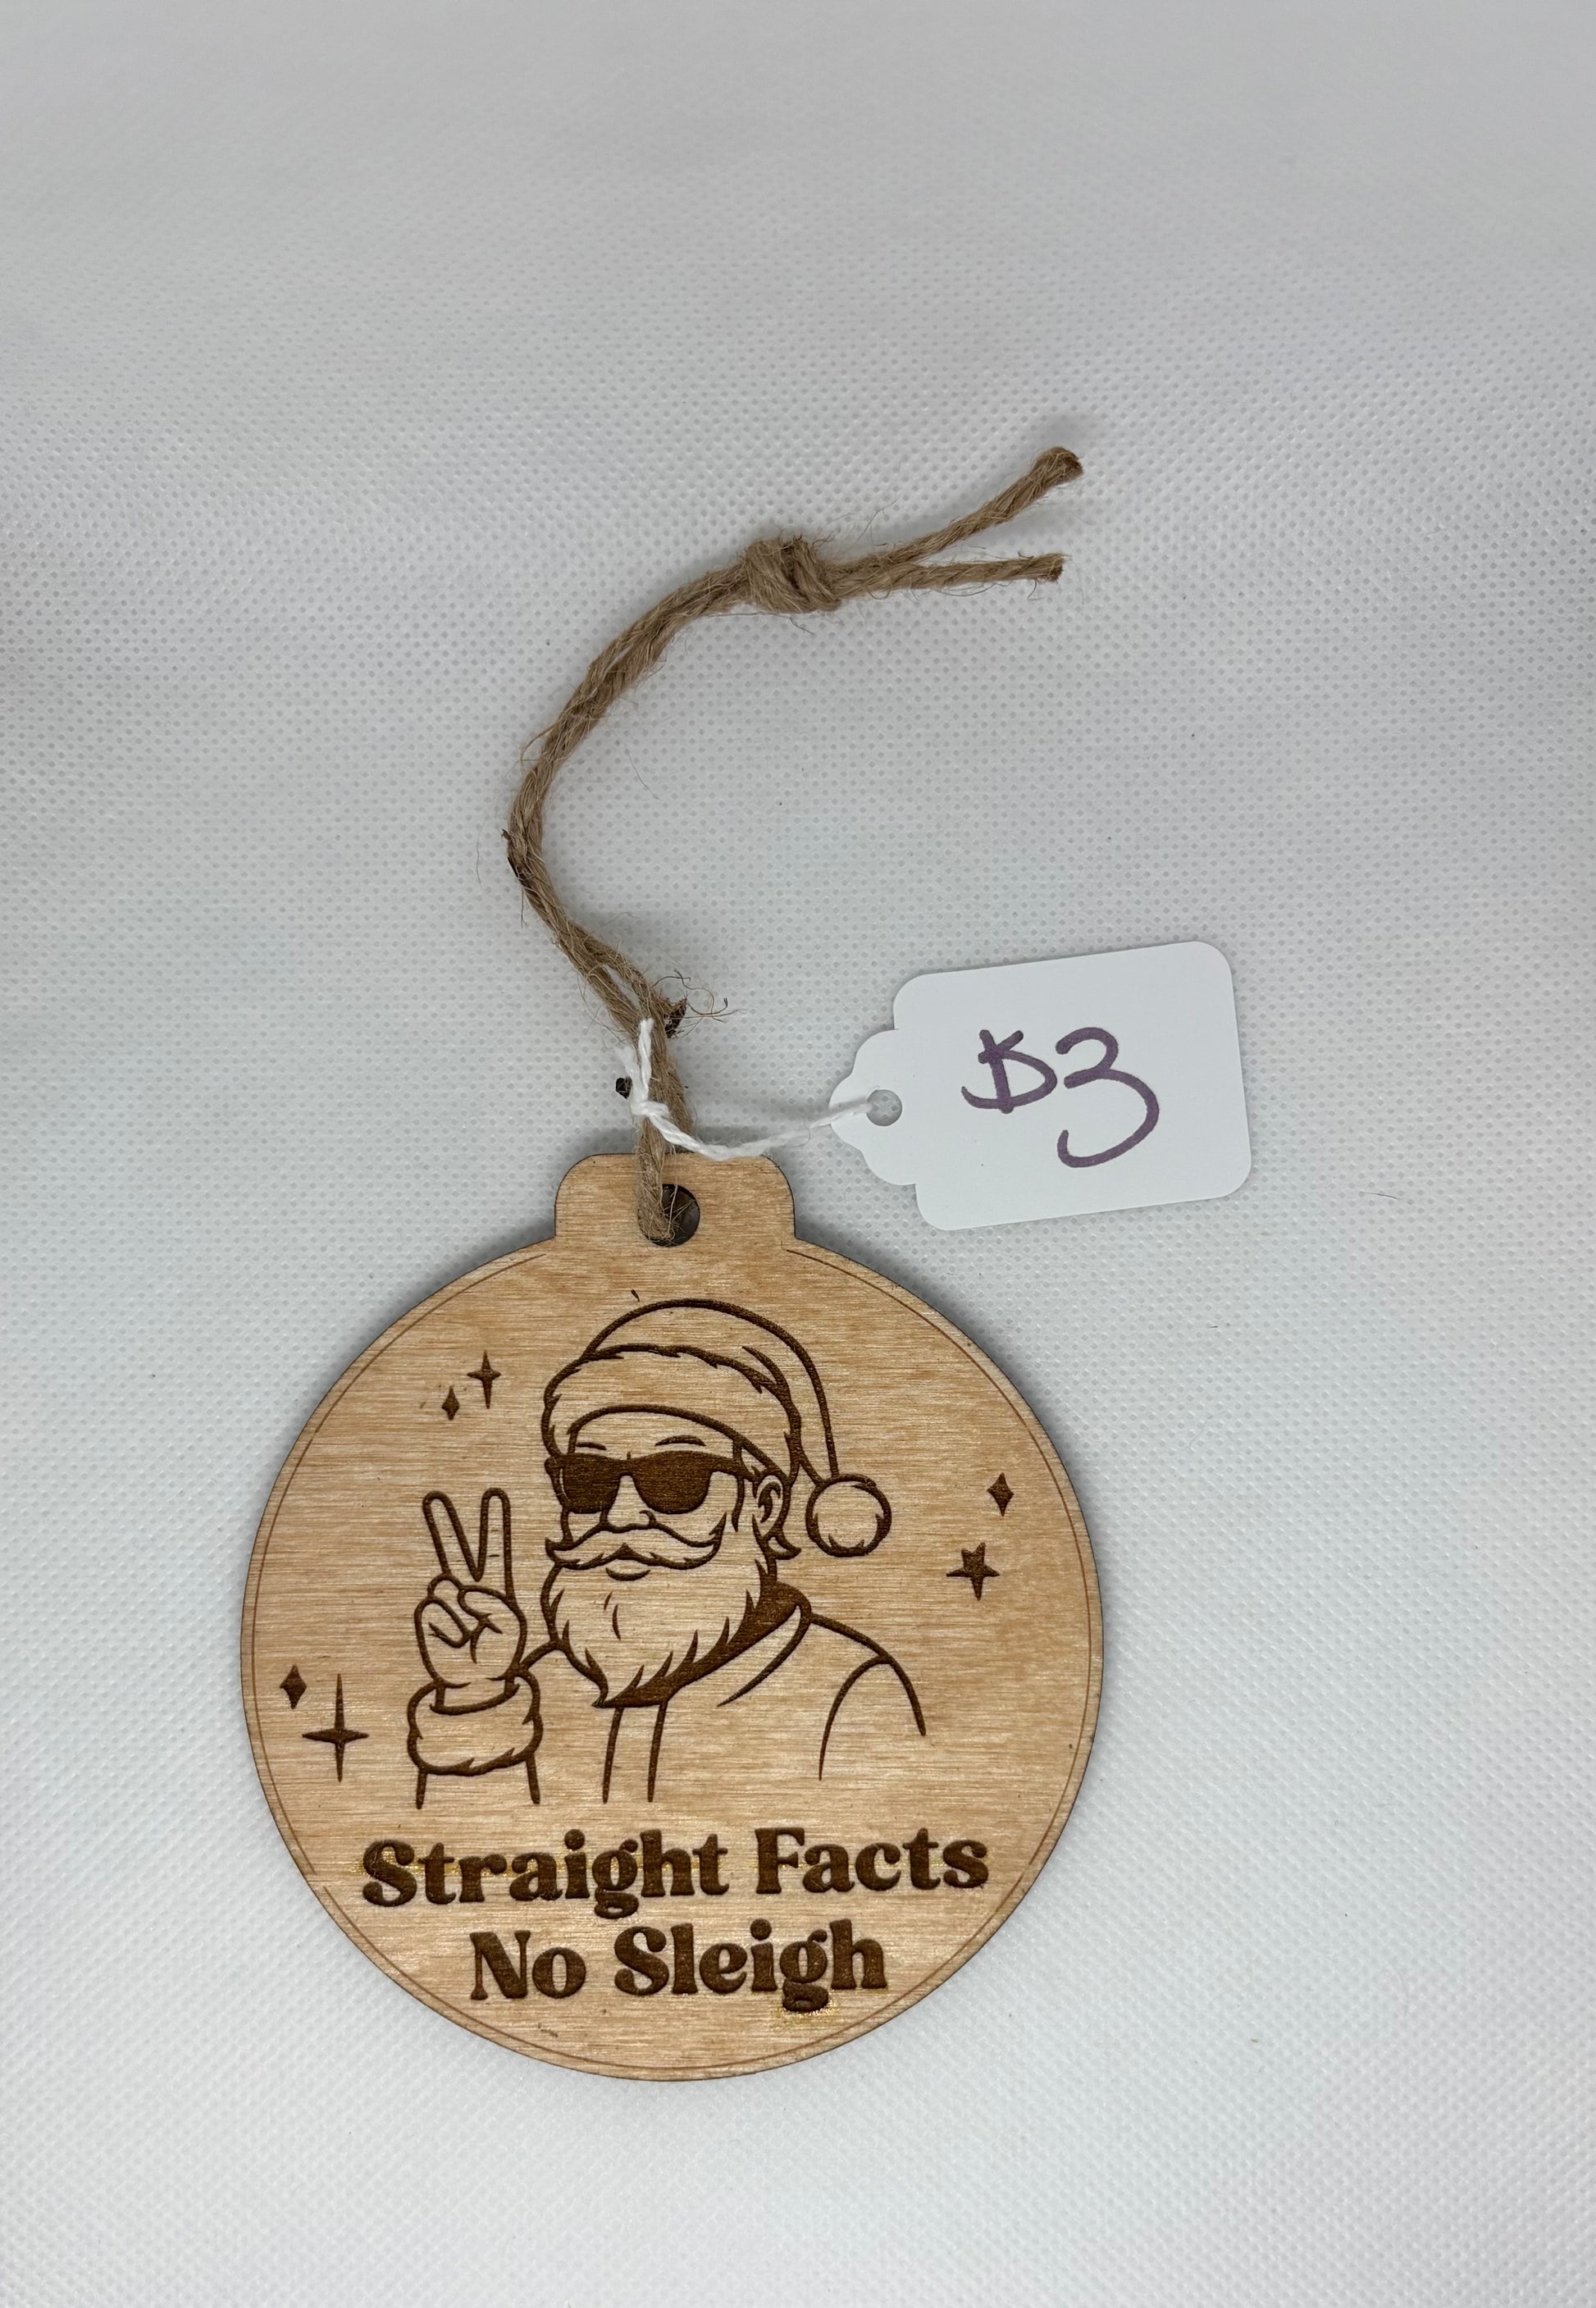 $3
Straight Facts
No Sleigh